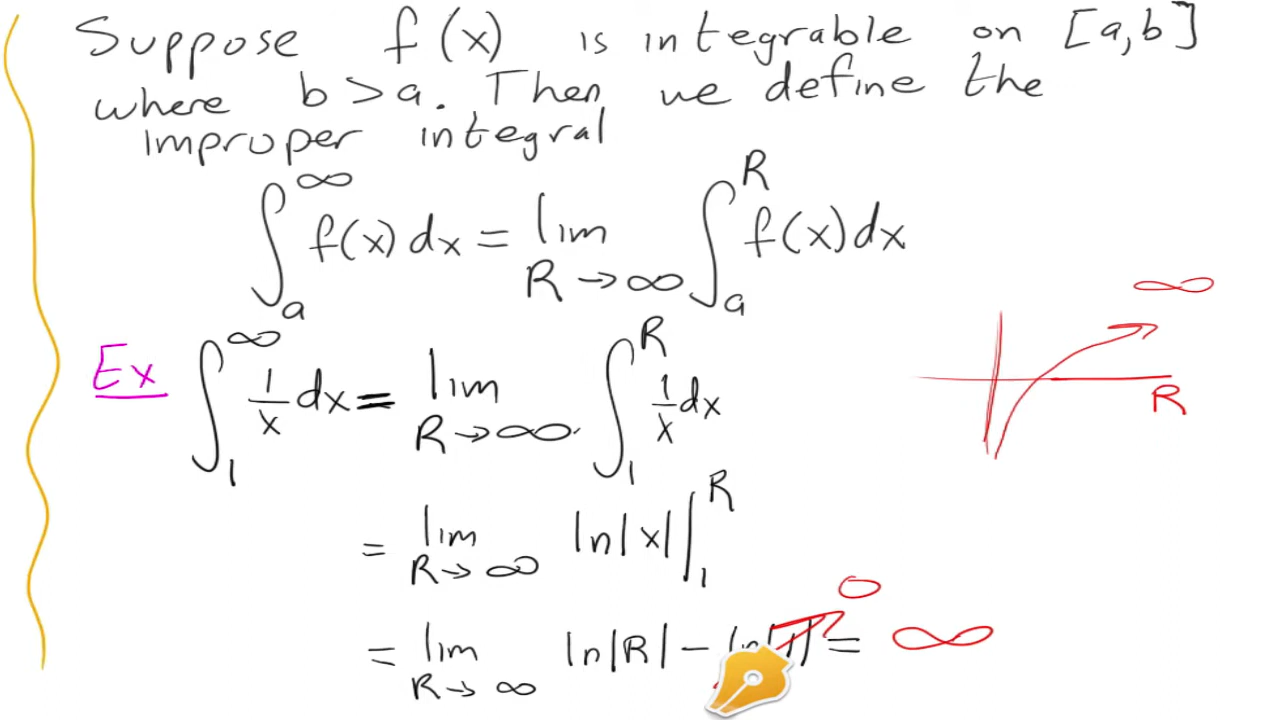 Suppose f(x) is integrable on [a,b]
where b>a. Then we define the
improper integral
∫_a^∞ f(x) dx = lim_{R→∞} ∫_a^R f(x)dx
Ex ∫_1^∞ 1/x dx = lim_{R→∞} ∫_1^R 1/x dx
= lim_{R→∞} ln|x| |_1^R
= lim_{R→∞} ln|R| - ln|1| = ∞
0
∞
R